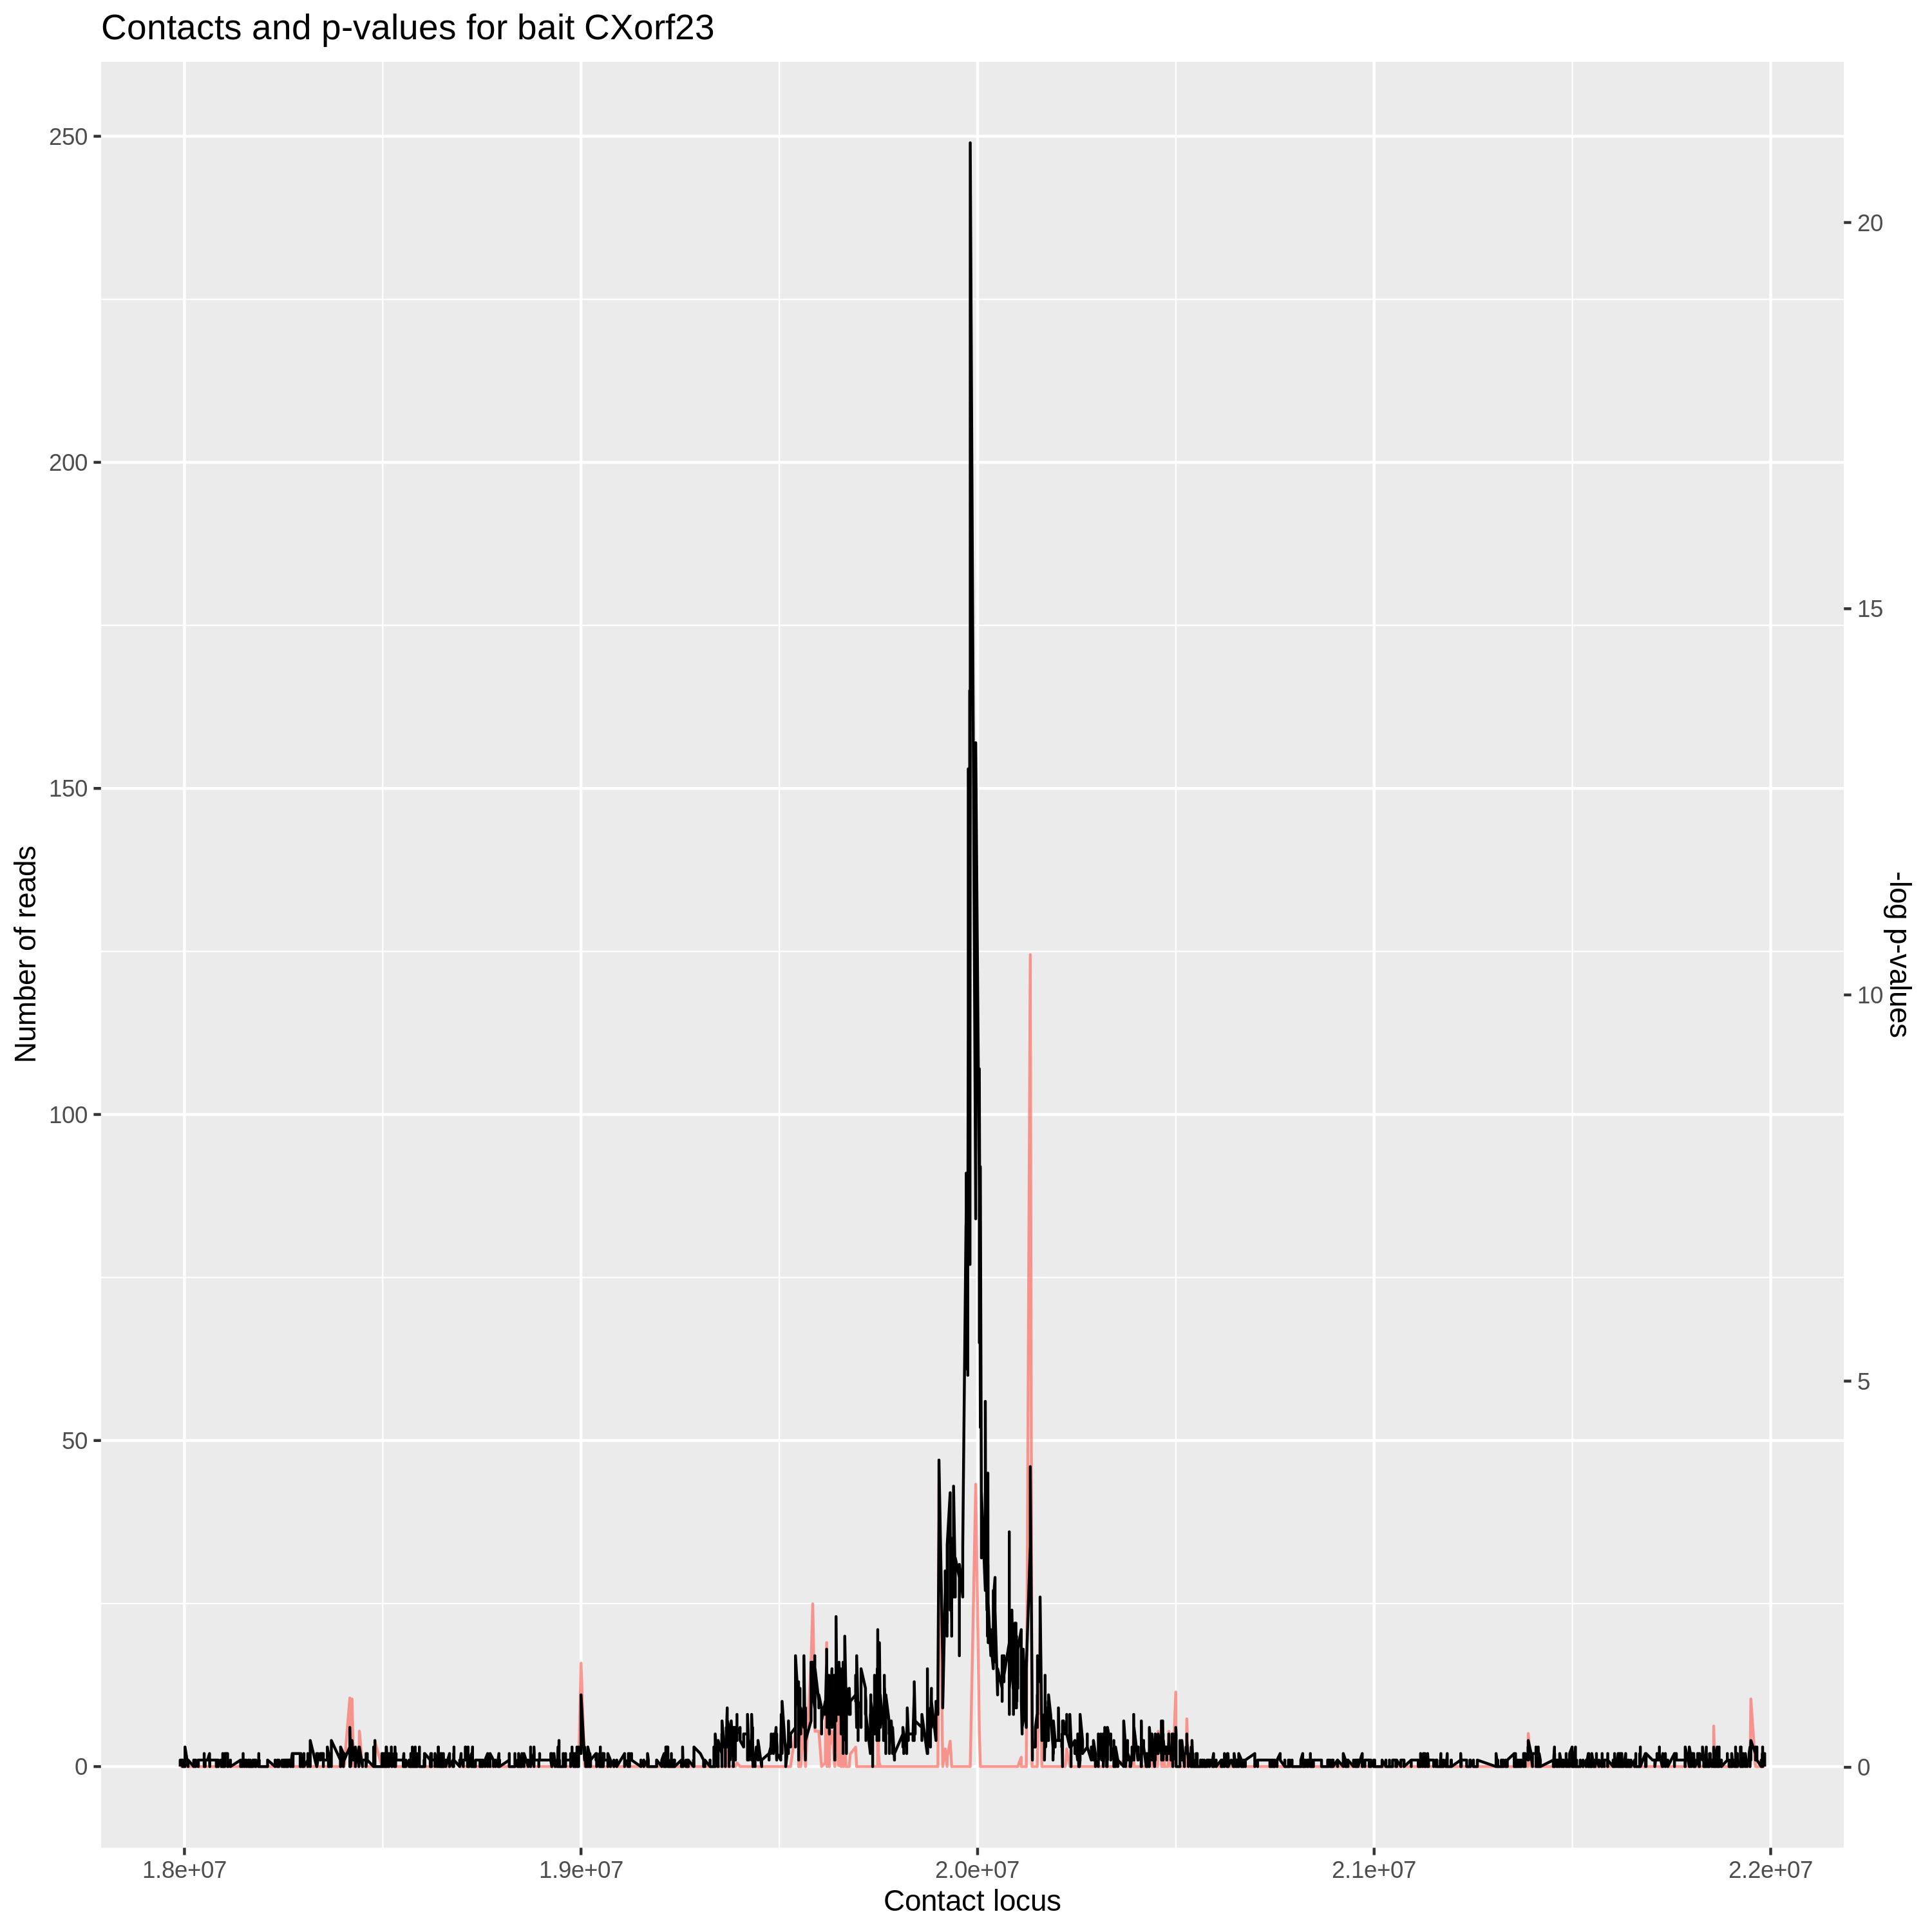 Contacts and p-values for bait CXorf23
250
200
150
100
50
0
Number of reads
20
15
10
5
0
-log p-values
1.8e+07
1.9e+07
2.0e+07
2.1e+07
2.2e+07
Contact locus